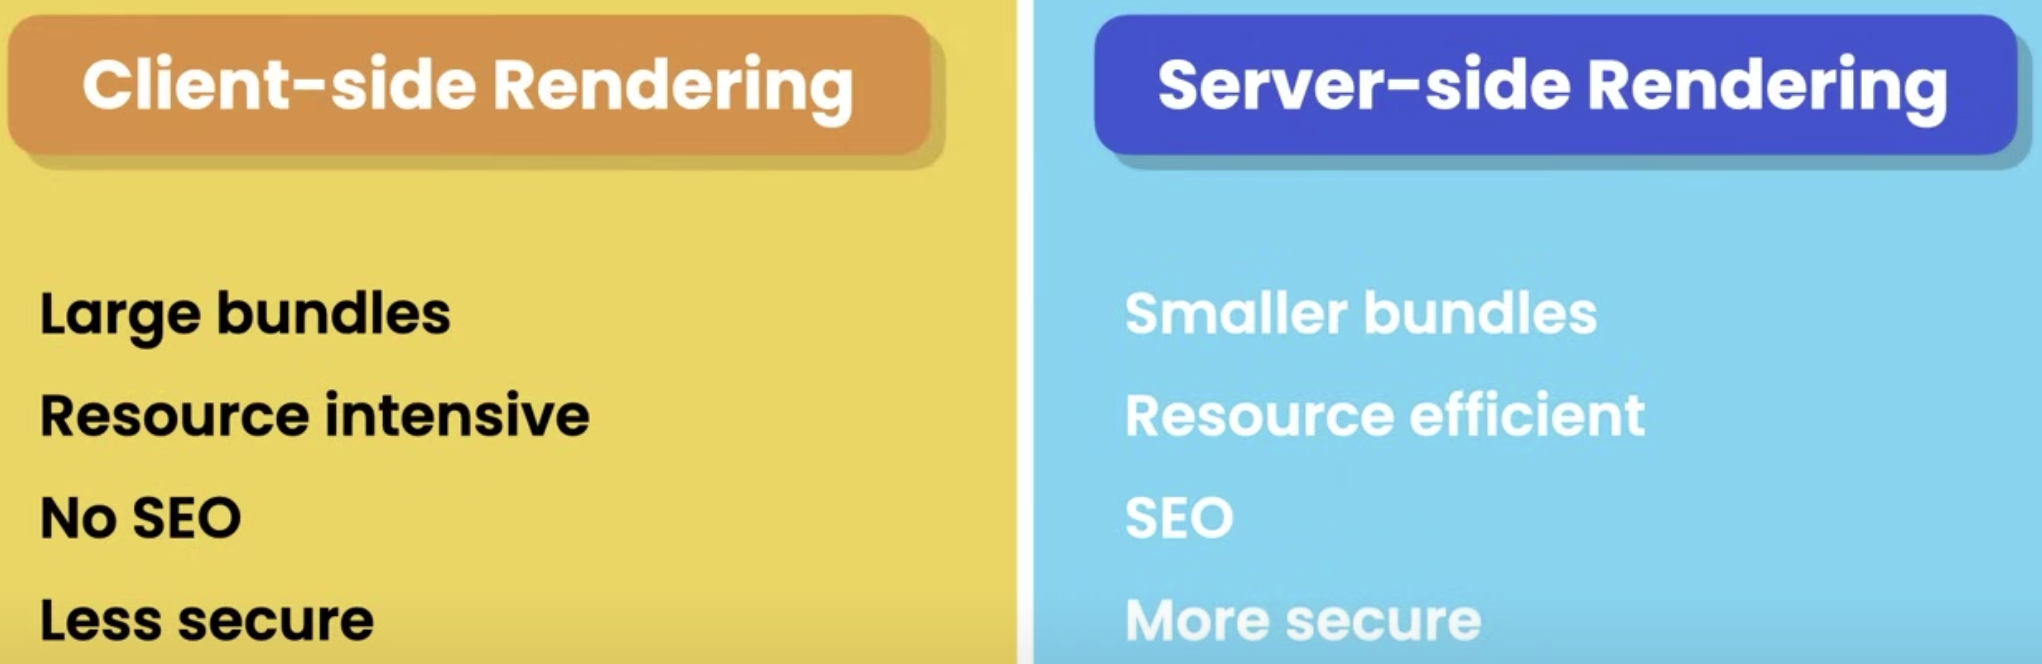 Client-side Rendering
Large bundles
Resource intensive
No SEO
Less secure
Server-side Rendering
Smaller bundles
Resource efficient
SEO
More secure